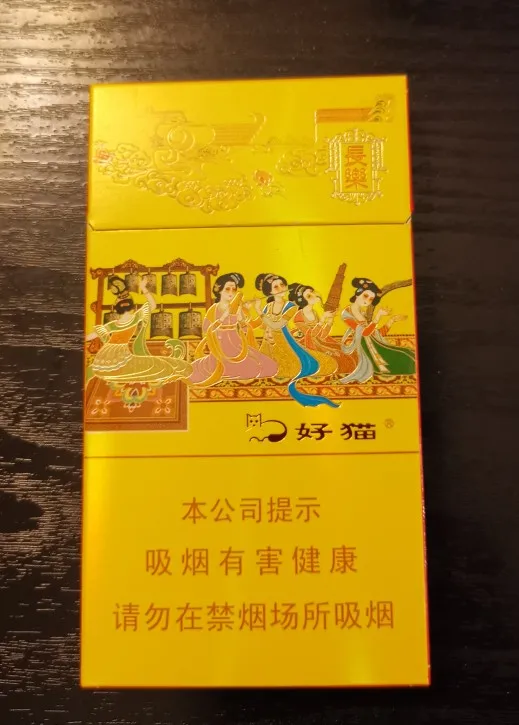 長樂
好猫®
本公司提示
吸烟有害健康
请勿在禁烟场所吸烟